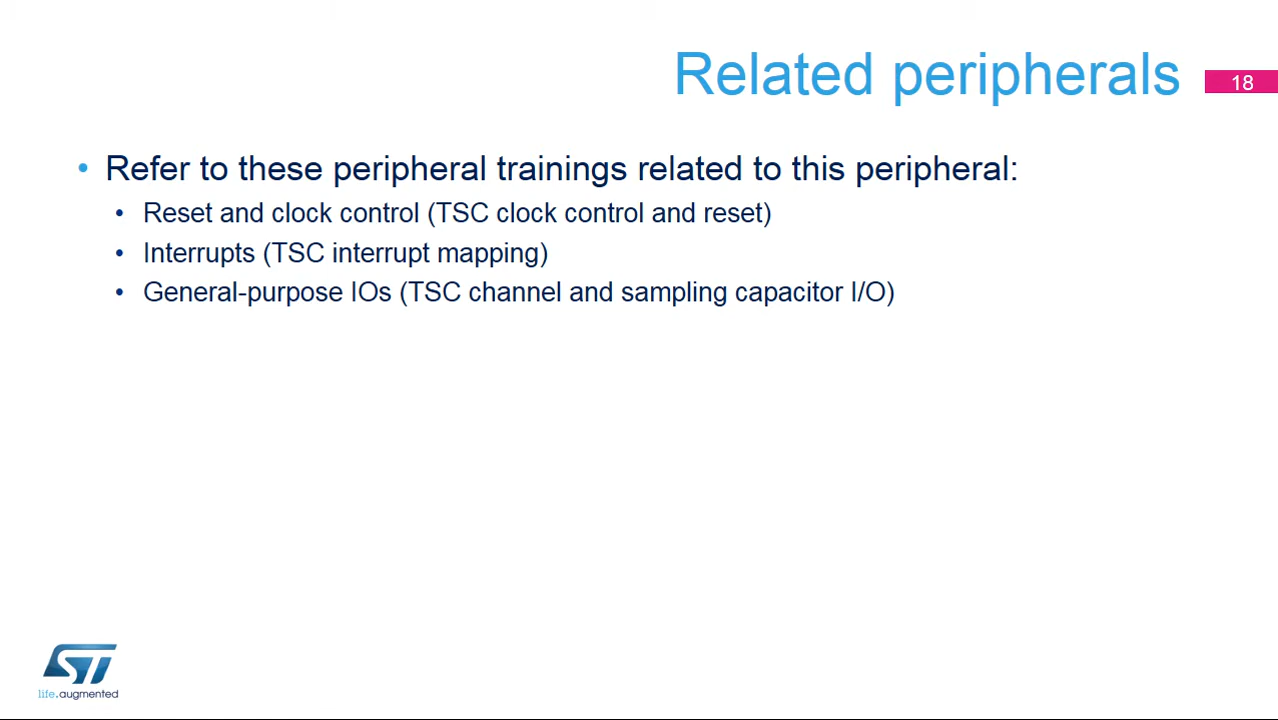 Related peripherals
18
• Refer to these peripheral trainings related to this peripheral:
• Reset and clock control (TSC clock control and reset)
• Interrupts (TSC interrupt mapping)
• General-purpose IOs (TSC channel and sampling capacitor I/O)
ST
life.augmented